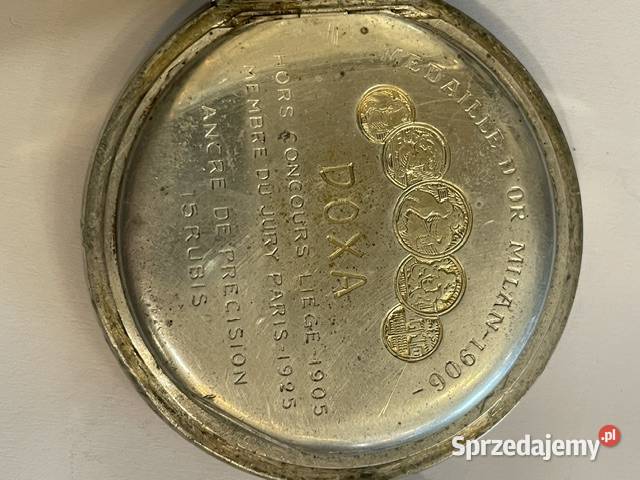 MEDAILLE D'OR MILAN-1906-
DOXA
HORS CONCOURS LIÈGE-1905
MEMBRE DU JURY PARIS-1925
ANCRE DE PRECISION
15 RUBIS
Sprzedajemy.pl